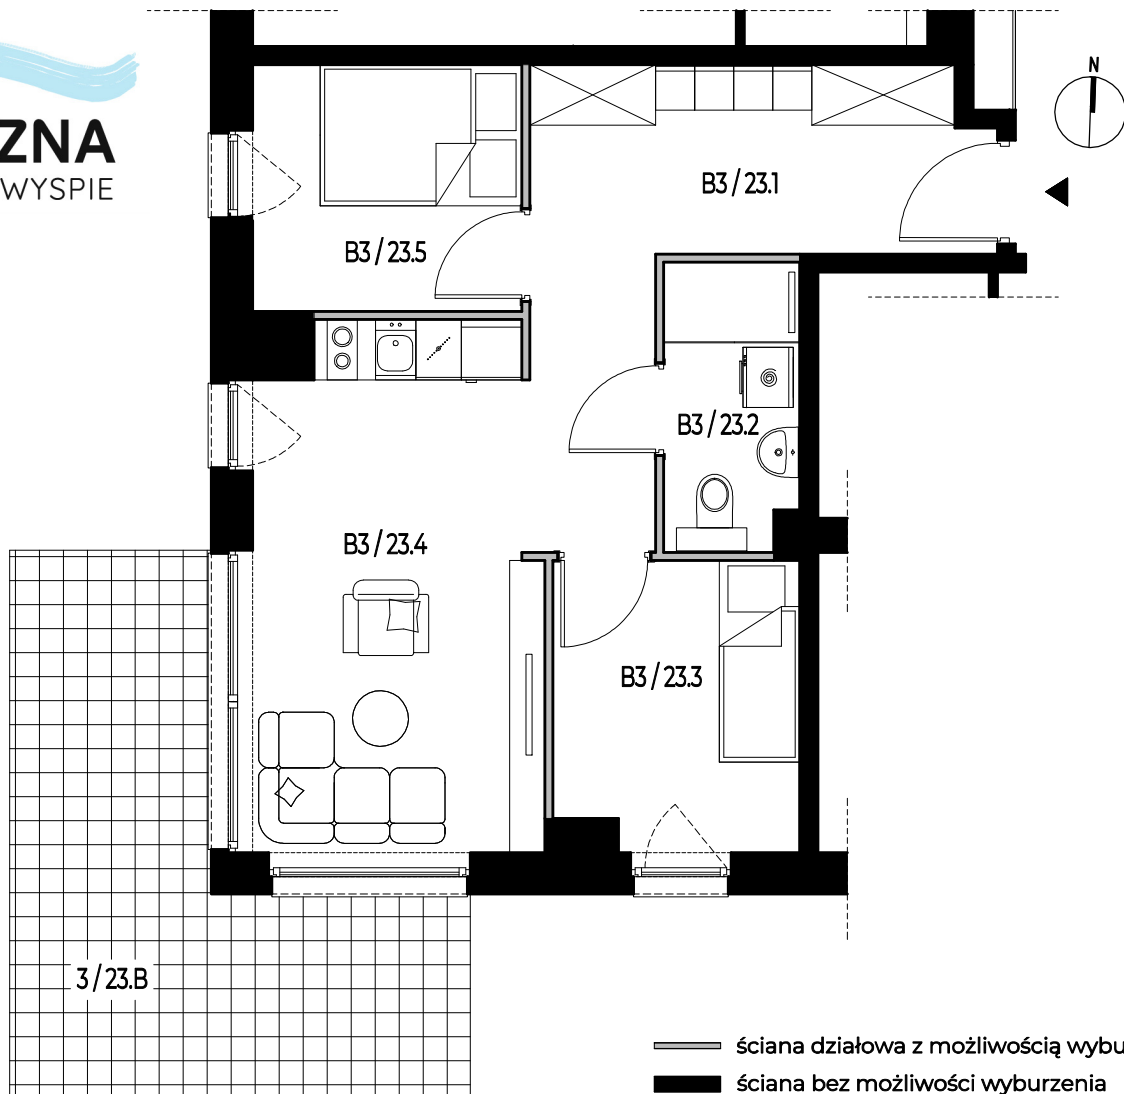 ZNA
WYSPIE
N
B3 / 23.1
B3 / 23.5
B3 / 23.2
B3 / 23.4
B3 / 23.3
3 / 23.B
ściana działowa z możliwością wybu
ściana bez możliwości wyburzenia